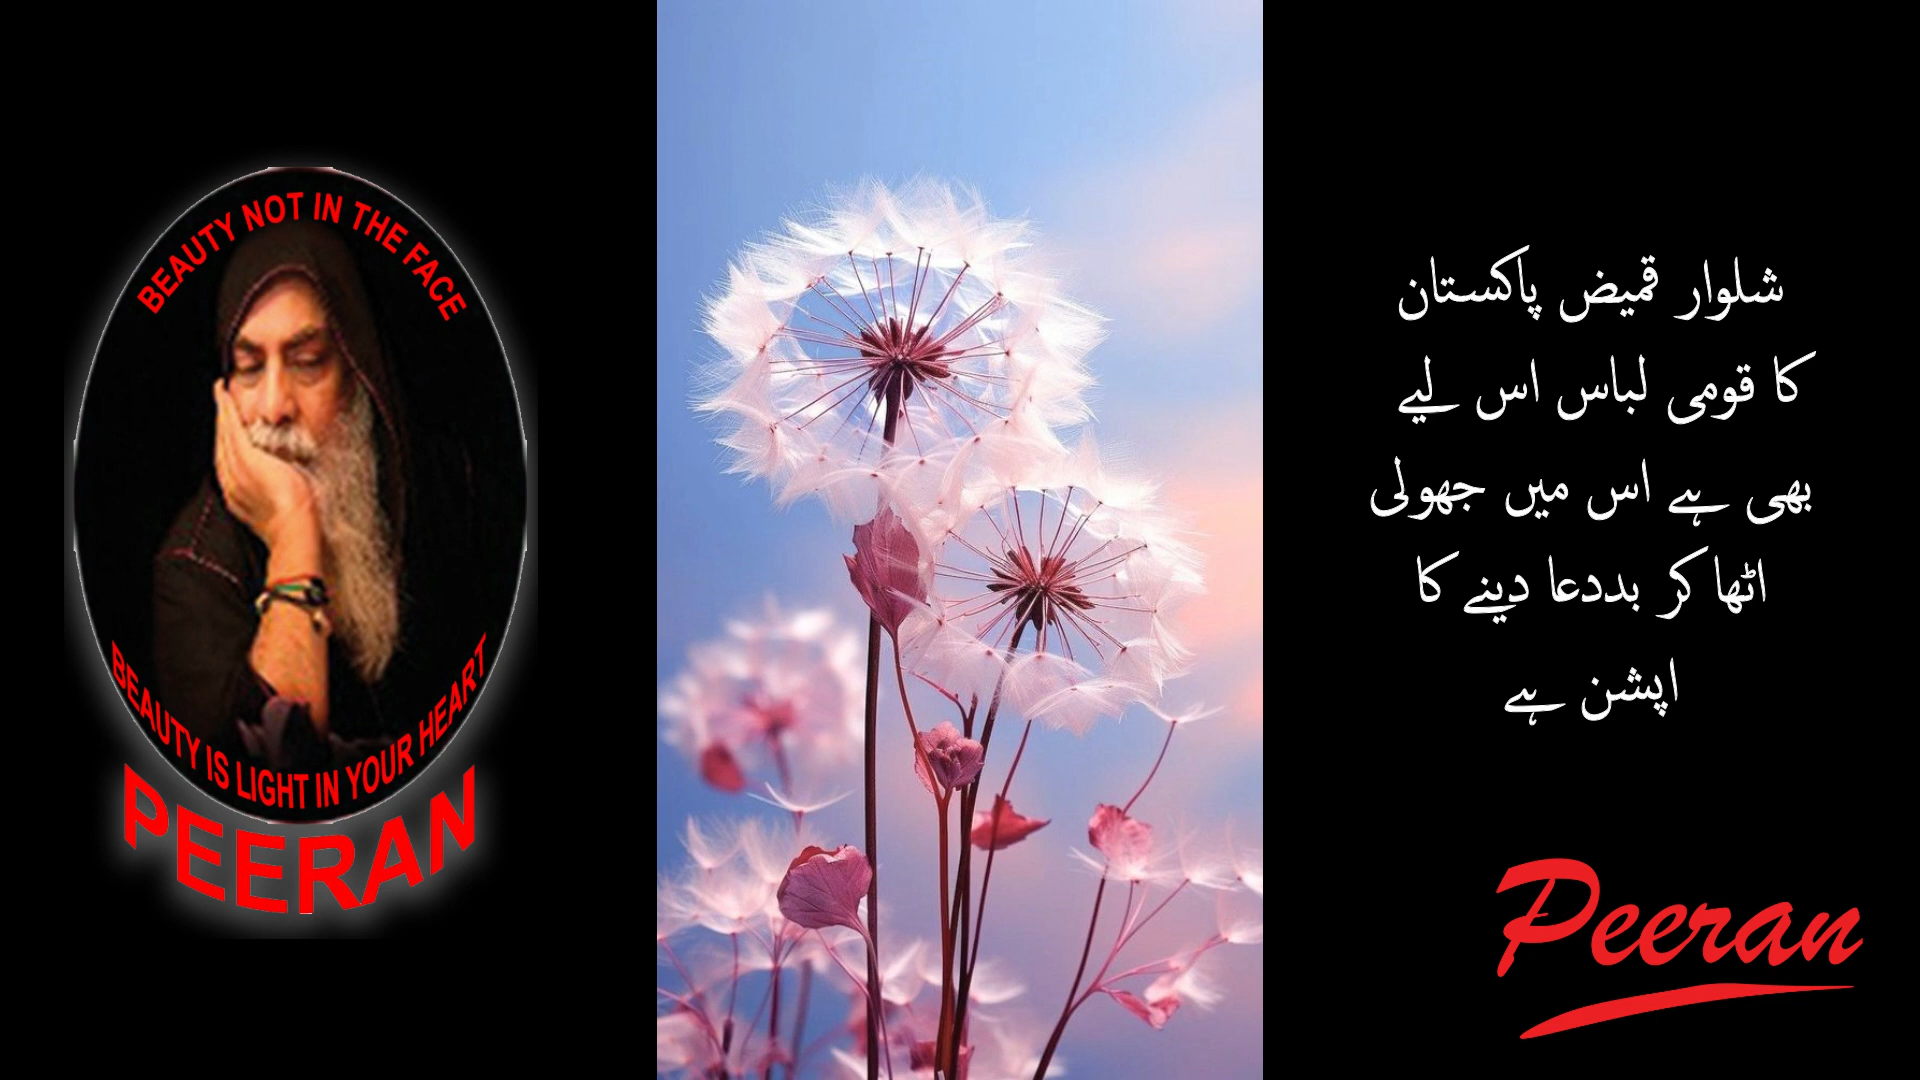 BEAUTY NOT IN THE FACE
BEAUTY IS LIGHT IN YOUR HEART
PEERAN
شلوار قمیض پاکستان
کا قومی لباس اس لیے
بھی ہے اس میں جھولی
اٹھا کر بددعا دینے کا
اپشن ہے
Peeran